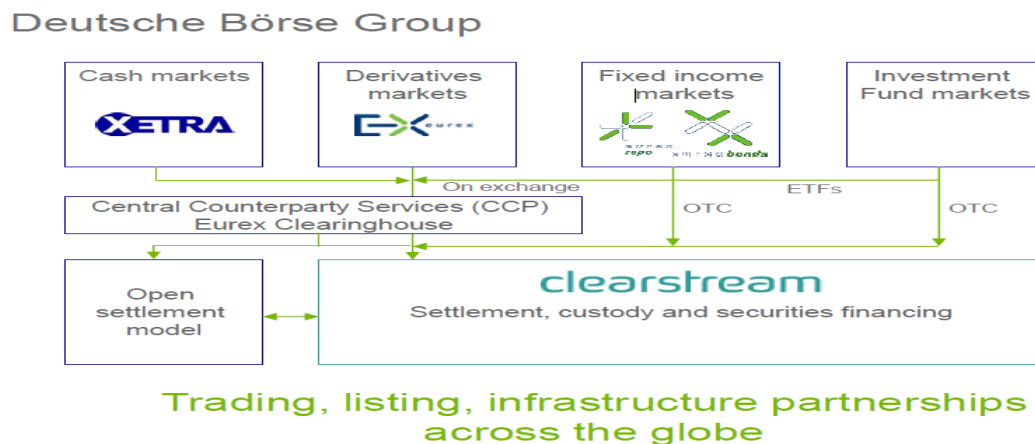 Deutsche Börse Group
Cash markets
XETRA
Derivatives
markets
eurex
Fixed income
markets
repo
bonds
Investment
Fund markets
On exchange
ETFs
OTC
OTC
Central Counterparty Services (CCP)
Eurex Clearinghouse
Open
settlement
model
clearstream
Settlement, custody and securities financing
Trading, listing, infrastructure partnerships
across the globe